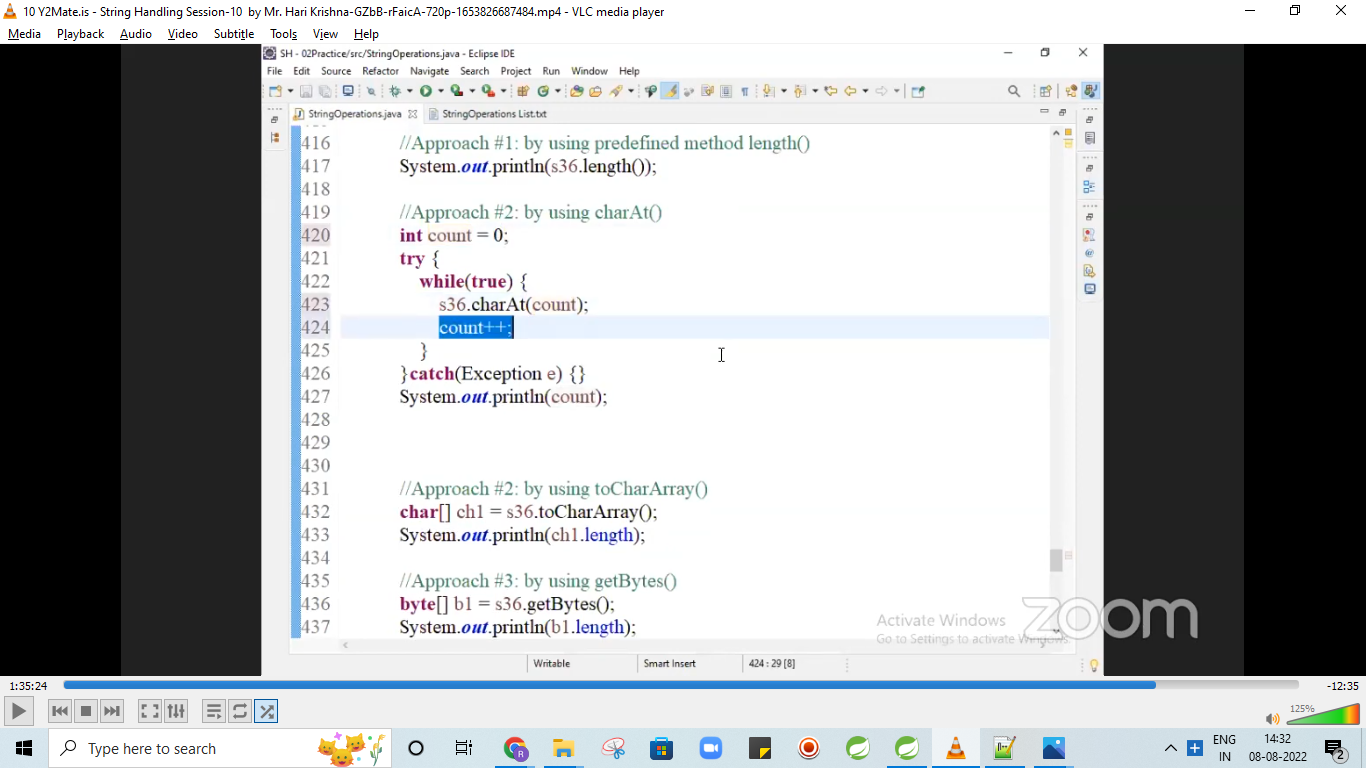 10 Y2Mate.is - String Handling Session-10  by Mr. Hari Krishna-GZbB-rFaicA-720p-1653826687484.mp4 - VLC media player
Media Playback Audio Video Subtitle Tools View Help
SH - 02Practice/src/StringOperations.java - Eclipse IDE
File Edit Source Refactor Navigate Search Project Run Window Help
StringOperations.java StringOperations List.txt
416 //Approach #1: by using predefined method length()
417 System.out.println(s36.length());
418
419 //Approach #2: by using charAt()
420 int count = 0;
421 try {
422 while(true) {
423 s36.charAt(count);
424 count++;
425 }
426 }catch(Exception e) {}
427 System.out.println(count);
428
429
430
431 //Approach #2: by using toCharArray()
432 char[] ch1 = s36.toCharArray();
433 System.out.println(ch1.length);
434
435 //Approach #3: by using getBytes()
436 byte[] b1 = s36.getBytes();
437 System.out.println(b1.length);
Activate Windows
Go to Settings to activate Windows.
zoom
Writable Smart Insert 424 : 29 [8]
1:35:24 -12:35
125%
Type here to search
ENG
IN
14:32
08-08-2022
2